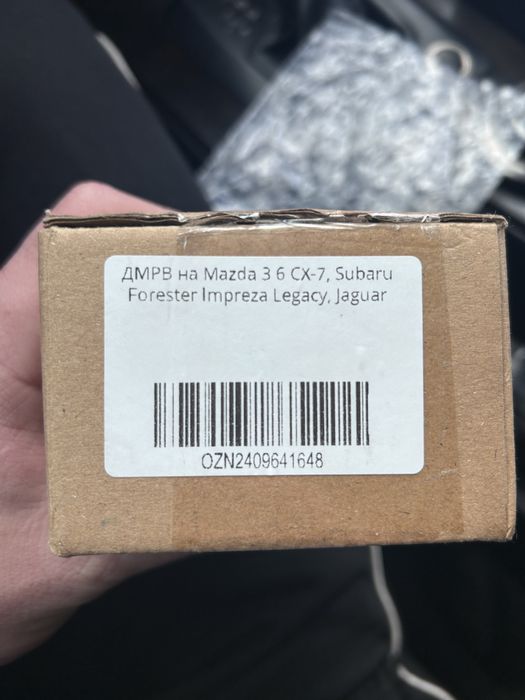 ДМРВ на Mazda 3 6 CX-7, Subaru
Forester Impreza Legacy, Jaguar
OZN2409641648